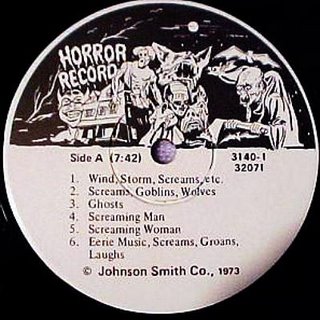 HORROR
RECORD
Side A (7:42)
3140-1
32071
1. Wind, Storm, Screams, etc.
2. Screams, Goblins, Wolves
3. Ghosts
4. Screaming Man
5. Screaming Woman
6. Eerie Music, Screams, Groans,
Laughs
© Johnson Smith Co., 1973